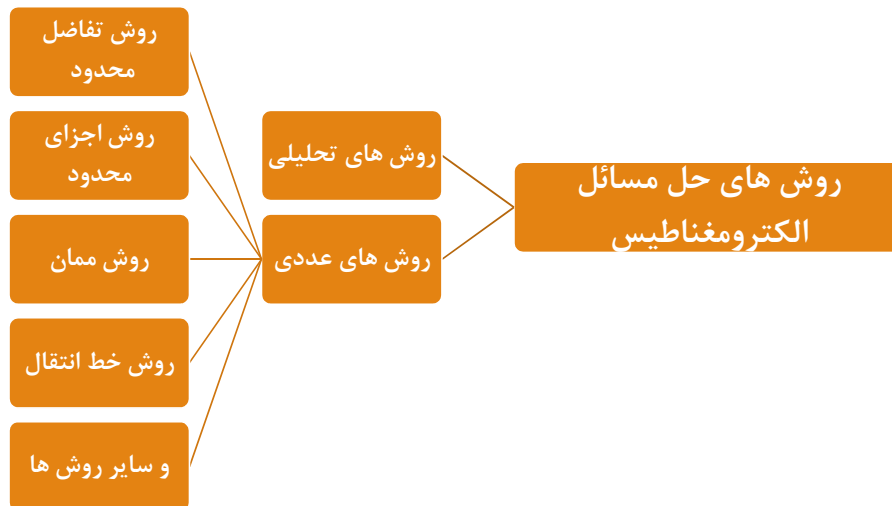 روش های حل مسائل
الکترومغناطیس
روش های تحلیلی
روش های عددی
روش تفاضل
محدود
روش اجزای
محدود
روش ممان
روش خط انتقال
و سایر روش ها